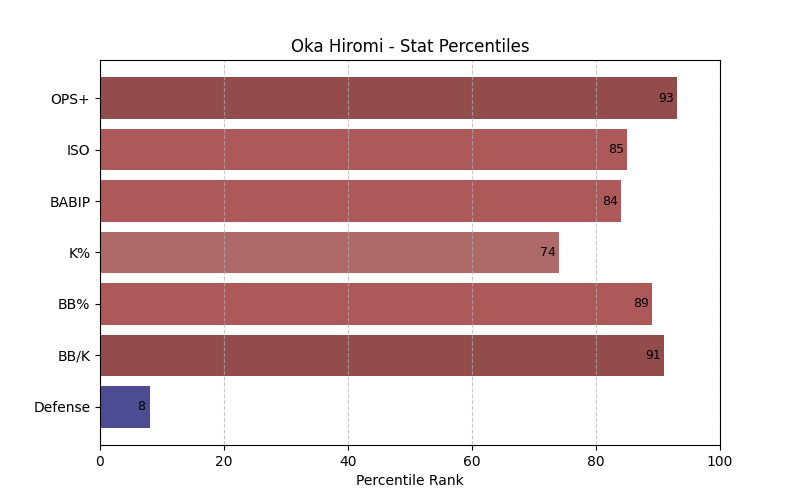 Oka Hiromi - Stat Percentiles
OPS+ 93
ISO 85
BABIP 84
K% 74
BB% 89
BB/K 91
Defense 8
0 20 40 60 80 100
Percentile Rank